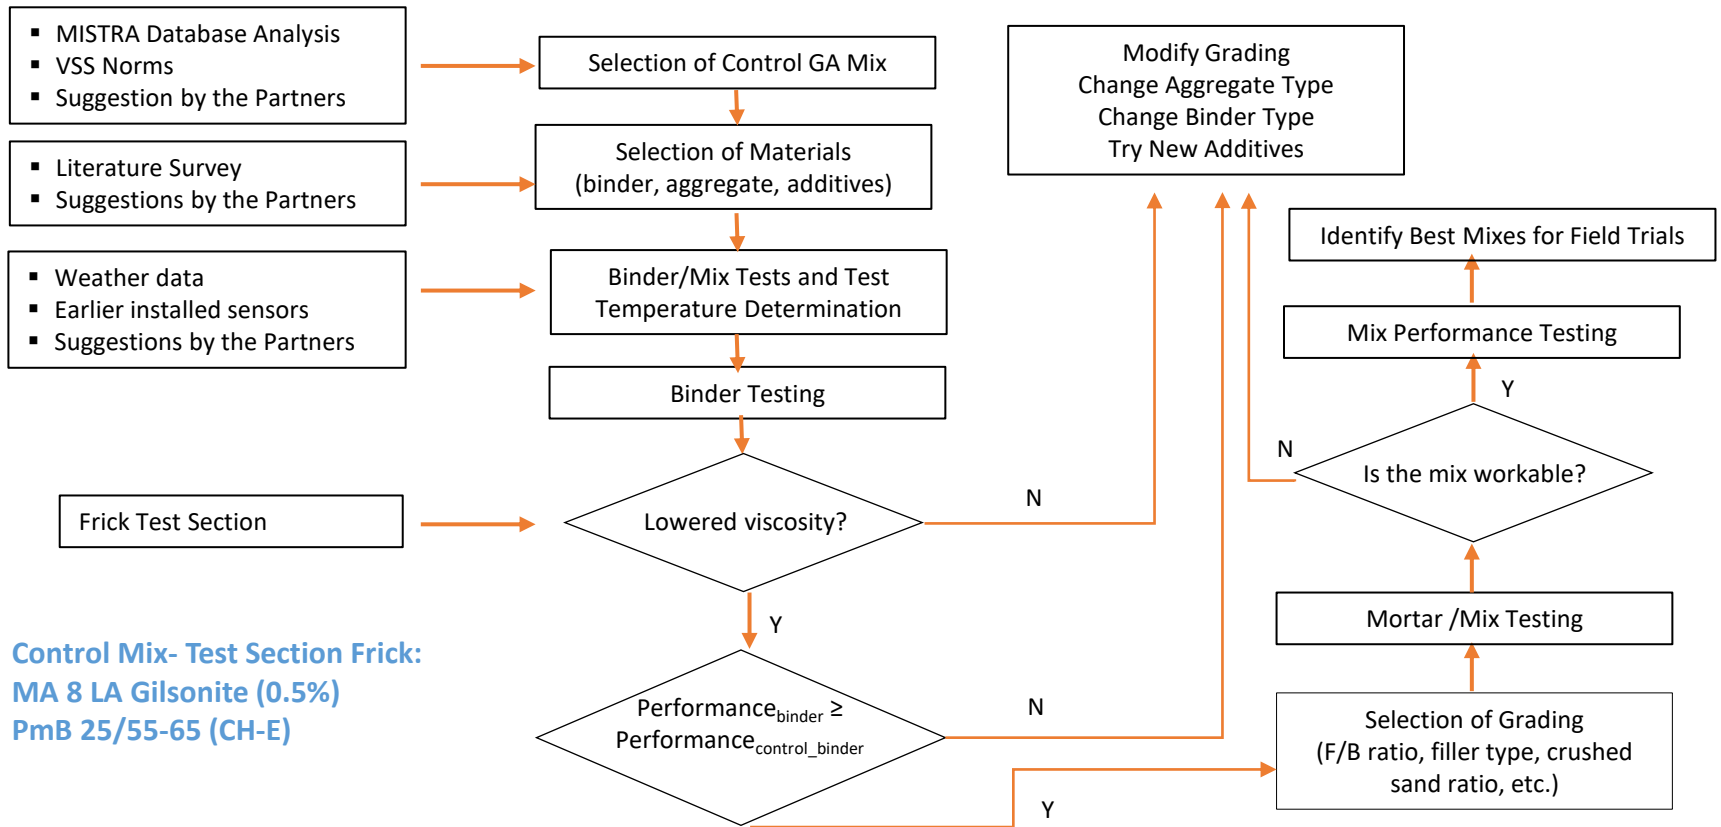 ▪ MISTRA Database Analysis
▪ VSS Norms
▪ Suggestion by the Partners
Selection of Control GA Mix
▪ Literature Survey
▪ Suggestions by the Partners
Selection of Materials
(binder, aggregate, additives)
▪ Weather data
▪ Earlier installed sensors
▪ Suggestions by the Partners
Binder/Mix Tests and Test
Temperature Determination
Binder Testing
Frick Test Section
Lowered viscosity?
N
Y
Performancebinder ≥
Performancecontrol_binder
N
Y
Control Mix- Test Section Frick:
MA 8 LA Gilsonite (0.5%)
PmB 25/55-65 (CH-E)
Modify Grading
Change Aggregate Type
Change Binder Type
Try New Additives
Identify Best Mixes for Field Trials
Mix Performance Testing
Y
N
Is the mix workable?
Mortar /Mix Testing
Selection of Grading
(F/B ratio, filler type, crushed
sand ratio, etc.)